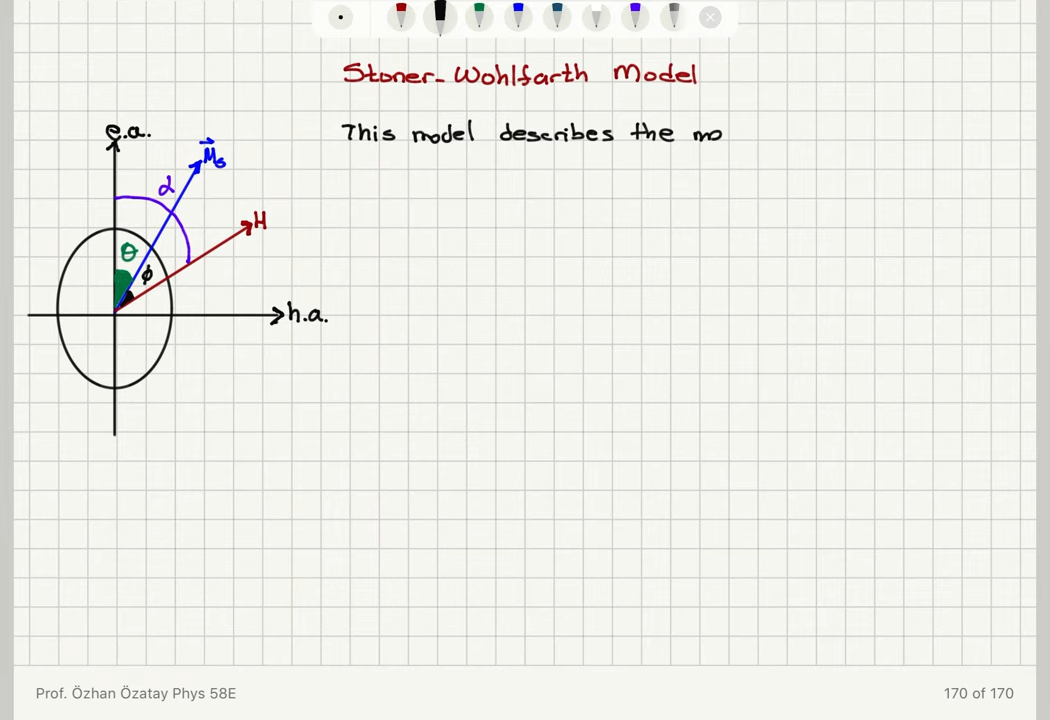 Stoner-Wohlfarth Model
This model describes the mo
e.a.
M⃗s
α
H
θ
φ
h.a.
Prof. Özhan Özatay Phys 58E
170 of 170